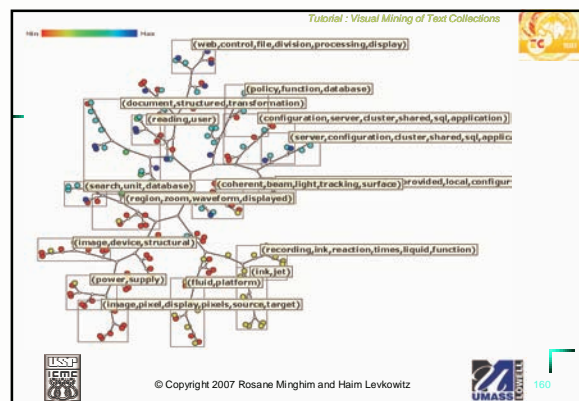 Tutorial : Visual Mining of Text Collections
Min
Max
(web,control,file,division,processing,display)
(policy,function,database)
(document,structured,transformation)
(reading,user)
(configuration,server,cluster,shared,sql,application)
(server,configuration,cluster,shared,sql,applica
(search,unit,database)
(coherent,beam,light,tracking,surface)
rovided,local,configur
(region,zoom,waveform,displayed)
(image,device,structural)
(recording,ink,reaction,times,liquid,function)
(ink,jet)
(power,supply)
(fluid,platform)
(image,pixel,display,pixels,source,target)
USP
ICMC
© Copyright 2007 Rosane Minghim and Haim Levkowitz
UMASS
LOWELL
160